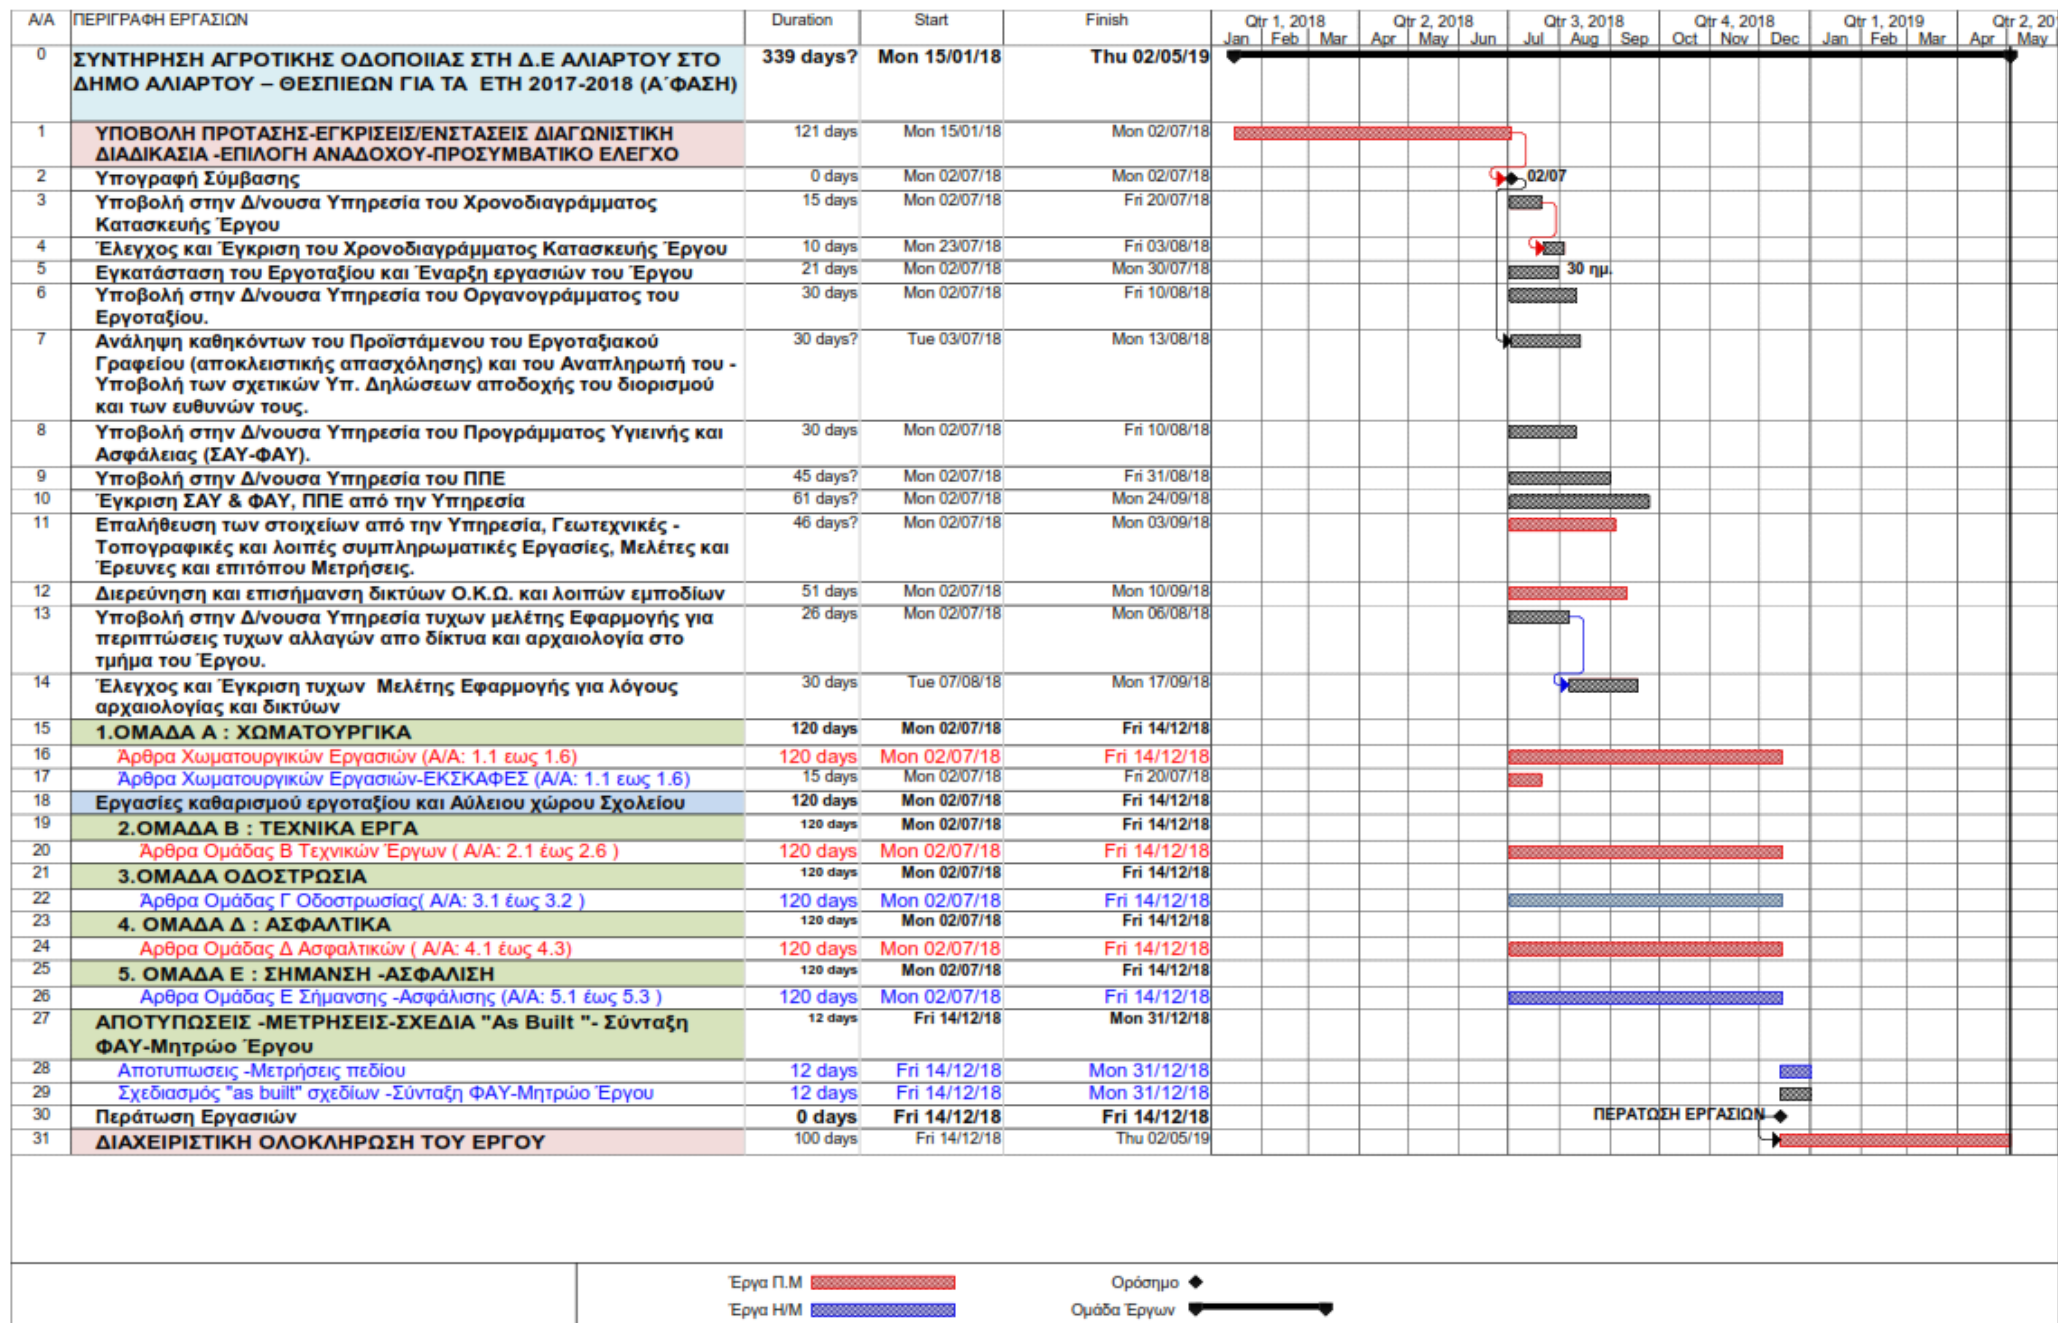 Α/Α ΠΕΡΙΓΡΑΦΗ ΕΡΓΑΣΙΩΝ Duration Start Finish Qtr 1, 2018 Qtr 2, 2018 Qtr 3, 2018 Qtr 4, 2018 Qtr 1, 2019 Qtr 2, 20
Jan Feb Mar Apr May Jun Jul Aug Sep Oct Nov Dec Jan Feb Mar Apr May
0 ΣΥΝΤΗΡΗΣΗ ΑΓΡΟΤΙΚΗΣ ΟΔΟΠΟΙΙΑΣ ΣΤΗ Δ.Ε ΑΛΙΑΡΤΟΥ ΣΤΟ 339 days? Mon 15/01/18 Thu 02/05/19
ΔΗΜΟ ΑΛΙΑΡΤΟΥ – ΘΕΣΠΙΕΩΝ ΓΙΑ ΤΑ ΕΤΗ 2017-2018 (Α΄ΦΑΣΗ)
1 ΥΠΟΒΟΛΗ ΠΡΟΤΑΣΗΣ-ΕΓΚΡΙΣΕΙΣ/ΕΝΣΤΑΣΕΙΣ ΔΙΑΓΩΝΙΣΤΙΚΗ 121 days Mon 15/01/18 Mon 02/07/18
ΔΙΑΔΙΚΑΣΙΑ -ΕΠΙΛΟΓΗ ΑΝΑΔΟΧΟΥ-ΠΡΟΣΥΜΒΑΤΙΚΟ ΕΛΕΓΧΟ
2 Υπογραφή Σύμβασης 0 days Mon 02/07/18 Mon 02/07/18 02/07
3 Υποβολή στην Δ/νουσα Υπηρεσία του Χρονοδιαγράμματος 15 days Mon 02/07/18 Fri 20/07/18
Κατασκευής Έργου
4 Έλεγχος και Έγκριση του Χρονοδιαγράμματος Κατασκευής Έργου 10 days Mon 23/07/18 Fri 03/08/18
5 Εγκατάσταση του Εργοταξίου και Έναρξη εργασιών του Έργου 21 days Mon 02/07/18 Mon 30/07/18 30 ημ.
6 Υποβολή στην Δ/νουσα Υπηρεσία του Οργανογράμματος του 30 days Mon 02/07/18 Fri 10/08/18
Εργοταξίου.
7 Ανάληψη καθηκόντων του Προϊστάμενου του Εργοταξιακού 30 days? Tue 03/07/18 Mon 13/08/18
Γραφείου (αποκλειστικής απασχόλησης) και του Αναπληρωτή του -
Υποβολή των σχετικών Υπ. Δηλώσεων αποδοχής του διορισμού
και των ευθυνών τους.
8 Υποβολή στην Δ/νουσα Υπηρεσία του Προγράμματος Υγιεινής και 30 days Mon 02/07/18 Fri 10/08/18
Ασφάλειας (ΣΑΥ-ΦΑΥ).
9 Υποβολή στην Δ/νουσα Υπηρεσία του ΠΠΕ 45 days? Mon 02/07/18 Fri 31/08/18
10 Έγκριση ΣΑΥ & ΦΑΥ, ΠΠΕ από την Υπηρεσία 61 days? Mon 02/07/18 Mon 24/09/18
11 Επαλήθευση των στοιχείων από την Υπηρεσία, Γεωτεχνικές - 46 days? Mon 02/07/18 Mon 03/09/18
Τοπογραφικές και λοιπές συμπληρωματικές Εργασίες, Μελέτες και
Έρευνες και επιτόπου Μετρήσεις.
12 Διερεύνηση και επισήμανση δικτύων Ο.Κ.Ω. και λοιπών εμποδίων 51 days Mon 02/07/18 Mon 10/09/18
13 Υποβολή στην Δ/νουσα Υπηρεσία τυχων μελέτης Εφαρμογής για 26 days Mon 02/07/18 Mon 06/08/18
περιπτώσεις τυχων αλλαγών απο δίκτυα και αρχαιολογία στο
τμήμα του Έργου.
14 Έλεγχος και Έγκριση τυχων Μελέτης Εφαρμογής για λόγους 30 days Tue 07/08/18 Mon 17/09/18
αρχαιολογίας και δικτύων
15 1.ΟΜΑΔΑ Α : ΧΩΜΑΤΟΥΡΓΙΚΑ 120 days Mon 02/07/18 Fri 14/12/18
16 Άρθρα Χωματουργικών Εργασιών (Α/Α: 1.1 εως 1.6) 120 days Mon 02/07/18 Fri 14/12/18
17 Άρθρα Χωματουργικών Εργασιών-ΕΚΣΚΑΦΕΣ (Α/Α: 1.1 εως 1.6) 15 days Mon 02/07/18 Fri 20/07/18
18 Εργασίες καθαρισμού εργοταξίου και Αύλειου χώρου Σχολείου 120 days Mon 02/07/18 Fri 14/12/18
19 2.ΟΜΑΔΑ Β : ΤΕΧΝΙΚΑ ΕΡΓΑ 120 days Mon 02/07/18 Fri 14/12/18
20 Άρθρα Ομάδας Β Τεχνικών Έργων ( Α/Α: 2.1 έως 2.6 ) 120 days Mon 02/07/18 Fri 14/12/18
21 3.ΟΜΑΔΑ ΟΔΟΣΤΡΩΣΙΑ 120 days Mon 02/07/18 Fri 14/12/18
22 Άρθρα Ομάδας Γ Οδοστρωσίας( Α/Α: 3.1 έως 3.2 ) 120 days Mon 02/07/18 Fri 14/12/18
23 4. ΟΜΑΔΑ Δ : ΑΣΦΑΛΤΙΚΑ 120 days Mon 02/07/18 Fri 14/12/18
24 Αρθρα Ομάδας Δ Ασφαλτικών ( Α/Α: 4.1 έως 4.3) 120 days Mon 02/07/18 Fri 14/12/18
25 5. ΟΜΑΔΑ Ε : ΣΗΜΑΝΣΗ -ΑΣΦΑΛΙΣΗ 120 days Mon 02/07/18 Fri 14/12/18
26 Αρθρα Ομάδας Ε Σήμανσης -Ασφάλισης (Α/Α: 5.1 έως 5.3 ) 120 days Mon 02/07/18 Fri 14/12/18
27 ΑΠΟΤΥΠΩΣΕΙΣ -ΜΕΤΡΗΣΕΙΣ-ΣΧΕΔΙΑ "As Built "- Σύνταξη 12 days Fri 14/12/18 Mon 31/12/18
ΦΑΥ-Μητρώο Έργου
28 Αποτυπωσεις -Μετρήσεις πεδίου 12 days Fri 14/12/18 Mon 31/12/18
29 Σχεδιασμός "as built" σχεδίων -Σύνταξη ΦΑΥ-Μητρώο Έργου 12 days Fri 14/12/18 Mon 31/12/18
30 Περάτωση Εργασιών 0 days Fri 14/12/18 Fri 14/12/18 ΠΕΡΑΤΩΣΗ ΕΡΓΑΣΙΩΝ
31 ΔΙΑΧΕΙΡΙΣΤΙΚΗ ΟΛΟΚΛΗΡΩΣΗ ΤΟΥ ΕΡΓΟΥ 100 days Fri 14/12/18 Thu 02/05/19
Έργα Π.Μ Ορόσημο
Έργα Η/Μ Ομάδα Έργων